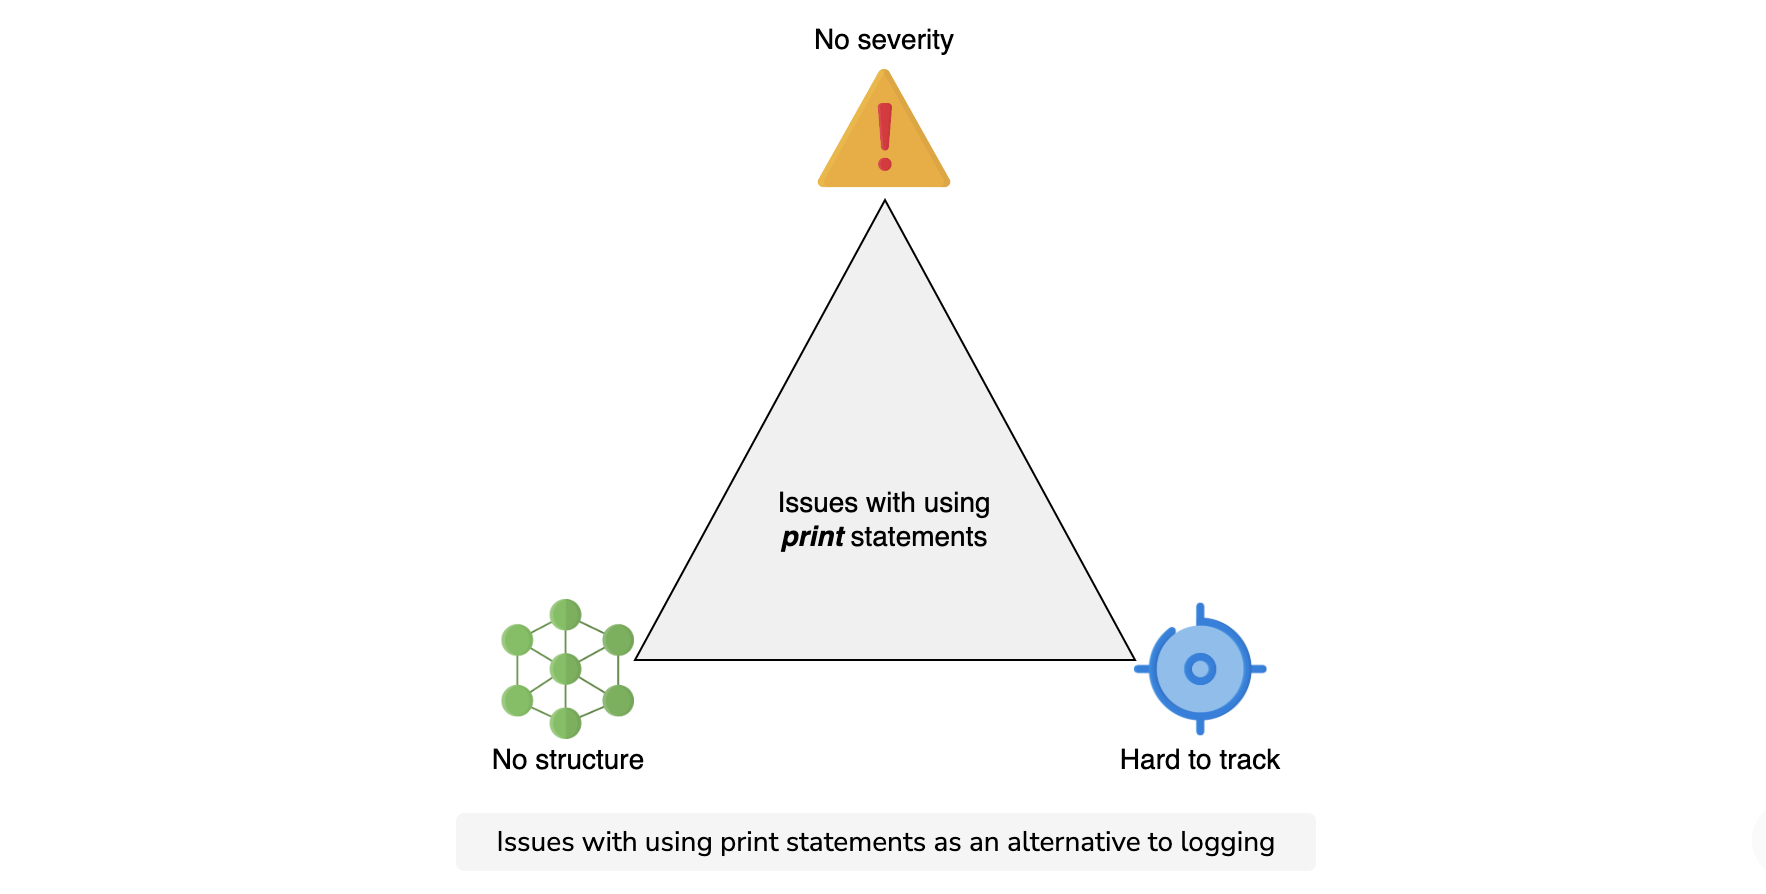 No severity
Issues with using
print statements
No structure
Hard to track
Issues with using print statements as an alternative to logging